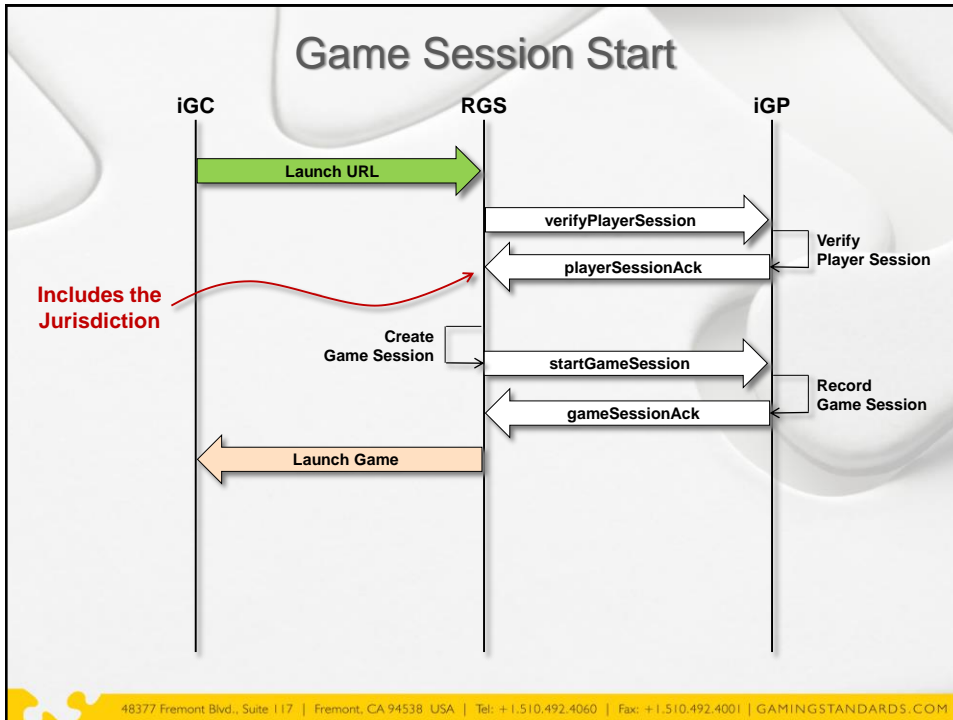 Game Session Start
iGC
RGS
iGP
Launch URL
verifyPlayerSession
Verify
Player Session
playerSessionAck
Includes the
Jurisdiction
Create
Game Session
startGameSession
Record
Game Session
gameSessionAck
Launch Game
48377 Fremont Blvd., Suite 117 | Fremont, CA 94538 USA | Tel: +1.510.492.4060 | Fax: +1.510.492.4001 | GAMINGSTANDARDS.COM